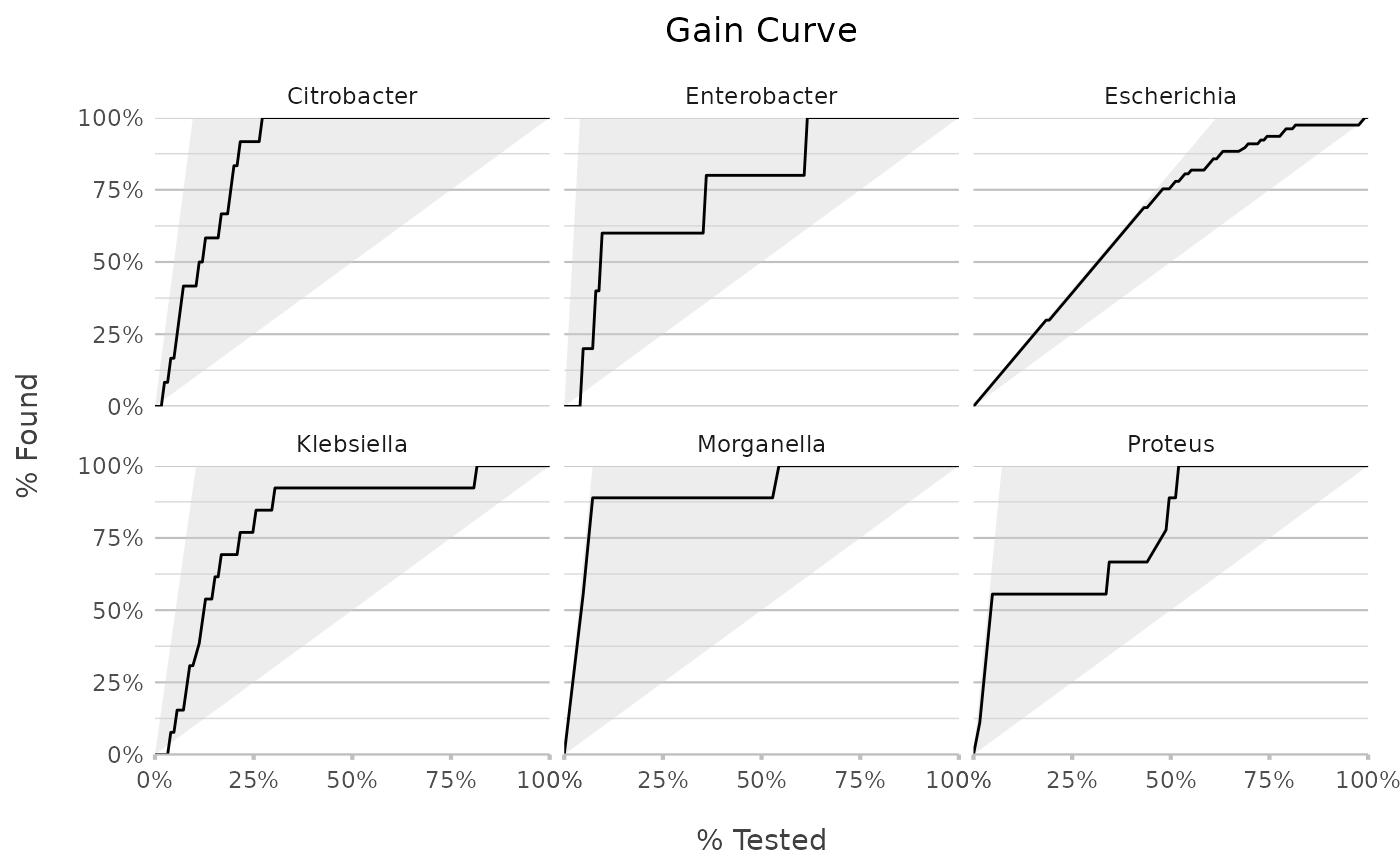 Gain Curve
Citrobacter Enterobacter Escherichia
100%
75%
50%
25%
0%
% Found
Klebsiella Morganella Proteus
100%
75%
50%
25%
0%
0% 25% 50% 75% 100% 0% 25% 50% 75% 100% 0% 25% 50% 75% 100%
% Tested